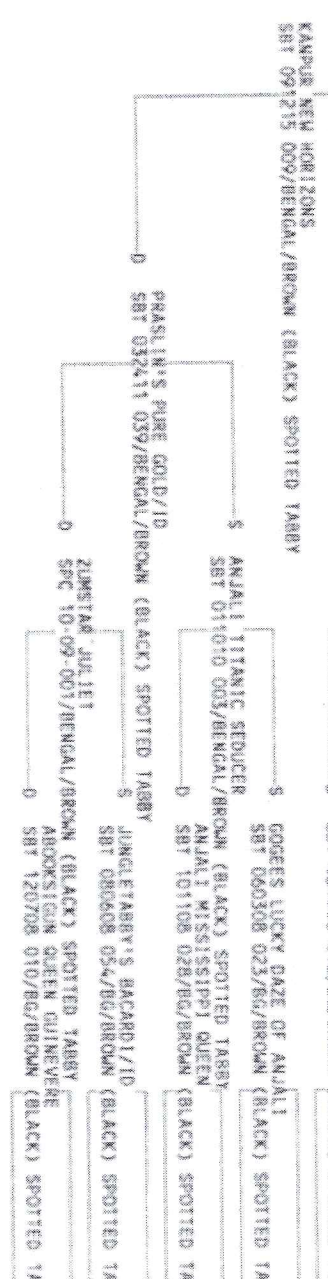 KANPUR NEW HORIZONS
SBT 091215 009/BENGAL/BROWN (BLACK) SPOTTED TABBY
S GOGEES LUCKY DAZE OF ANJALI
SBT 060308 023/BG/BROWN (BLACK) SPOTTED TA
S ANJALI TITANIC SEDUCER
SBT 011010 003/BENGAL/BROWN (BLACK) SPOTTED TABBY
ANJALI MISSISSIPPI QUEEN
D SBT 101108 028/BG/BROWN (BLACK) SPOTTED TA
PRASLIN'S PURE GOLD/ID
D SBT 032411 039/BENGAL/BROWN (BLACK) SPOTTED TABBY
S JUNGLETABBY'S BACARDI/ID
SBT 080608 054/BG/BROWN (BLACK) SPOTTED TA
ZUMSTAR JULIET
D SPC 10-09-001/BENGAL/BROWN (BLACK) SPOTTED TABBY
ABOOKSIGUN QUEEN GUINEVERE
D SBT 120708 010/BG/BROWN (BLACK) SPOTTED TA